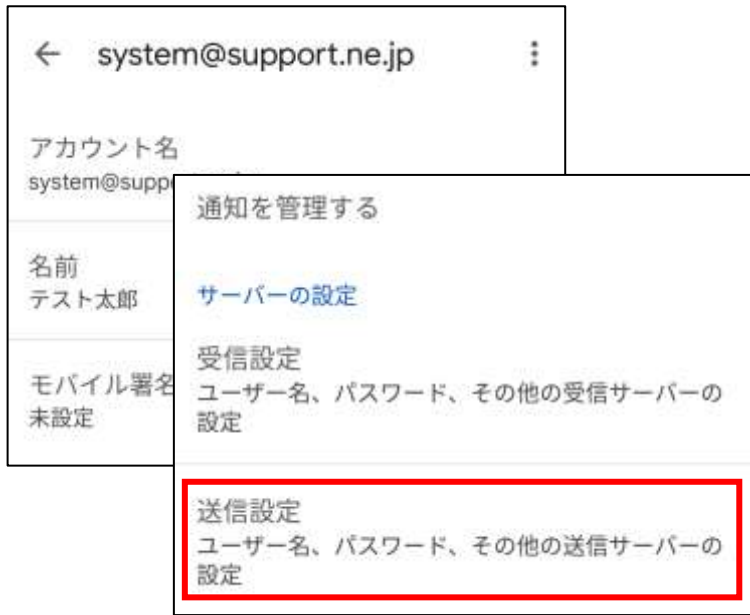 system@support.ne.jp
アカウント名
system@supp
名前
テスト太郎
モバイル署名
未設定
通知を管理する
サーバーの設定
受信設定
ユーザー名、パスワード、その他の受信サーバーの
設定
送信設定
ユーザー名、パスワード、その他の送信サーバーの
設定